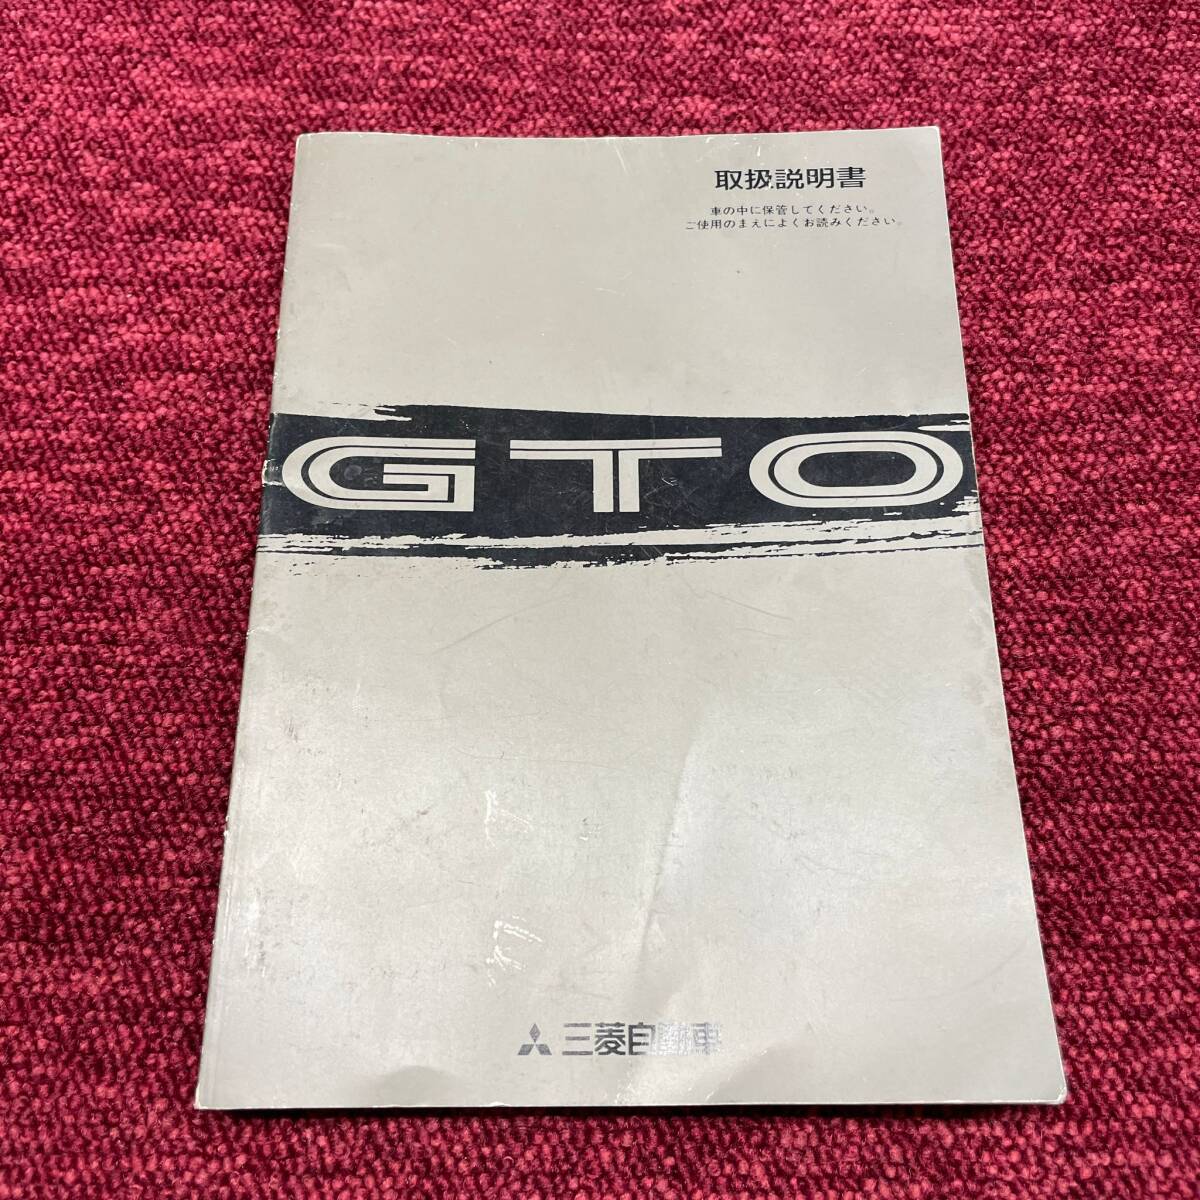 取扱説明書
車の中に保管してください。
ご使用のまえによくお読みください。
GTO
三菱自動車